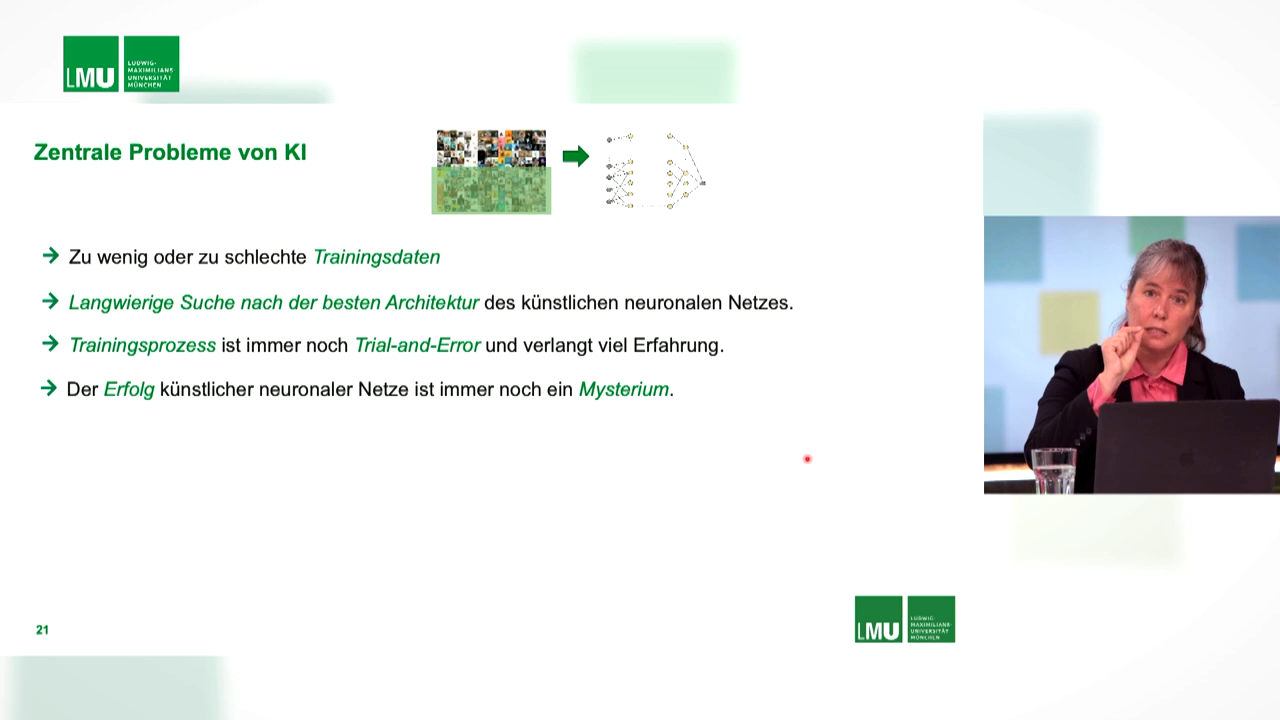 LMU
LUDWIG-
MAXIMILIANS-
UNIVERSITÄT
MÜNCHEN
Zentrale Probleme von KI
→ Zu wenig oder zu schlechte Trainingsdaten
→ Langwierige Suche nach der besten Architektur des künstlichen neuronalen Netzes.
→ Trainingsprozess ist immer noch Trial-and-Error und verlangt viel Erfahrung.
→ Der Erfolg künstlicher neuronaler Netze ist immer noch ein Mysterium.
21
LMU
LUDWIG-
MAXIMILIANS-
UNIVERSITÄT
MÜNCHEN